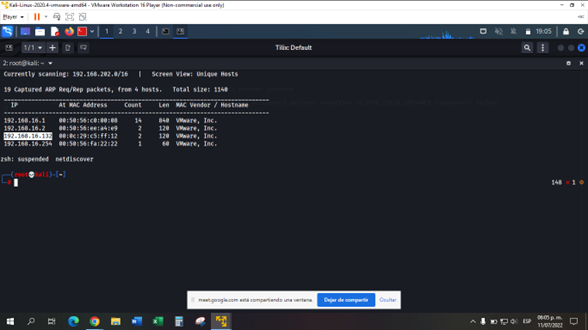 Kali-Linux-2020.4-vmware-amd64 - VMware Workstation 16 Player (Non-commercial use only)
Player
1 2 3 4
19:05
1/1
Tilix: Default
2: root@kali: ~
Currently scanning: 192.168.202.0/16 | Screen View: Unique Hosts
19 Captured ARP Req/Rep packets, from 4 hosts. Total size: 1140
IP At MAC Address Count Len MAC Vendor / Hostname
192.168.16.1 00:50:56:c0:00:08 14 840 VMware, Inc.
192.168.16.2 00:50:56:ee:a4:e9 2 120 VMware, Inc.
192.168.16.132 00:0c:29:c5:ff:12 2 120 VMware, Inc.
192.168.16.254 00:50:56:fa:22:22 1 60 VMware, Inc.
zsh: suspended netdiscover
(root💀kali)-[~]
#
148 ⨯ 1 ⚙
meet.google.com está compartiendo una ventana. Dejar de compartir Ocultar
ESP
06:05 p. m.
11/07/2022